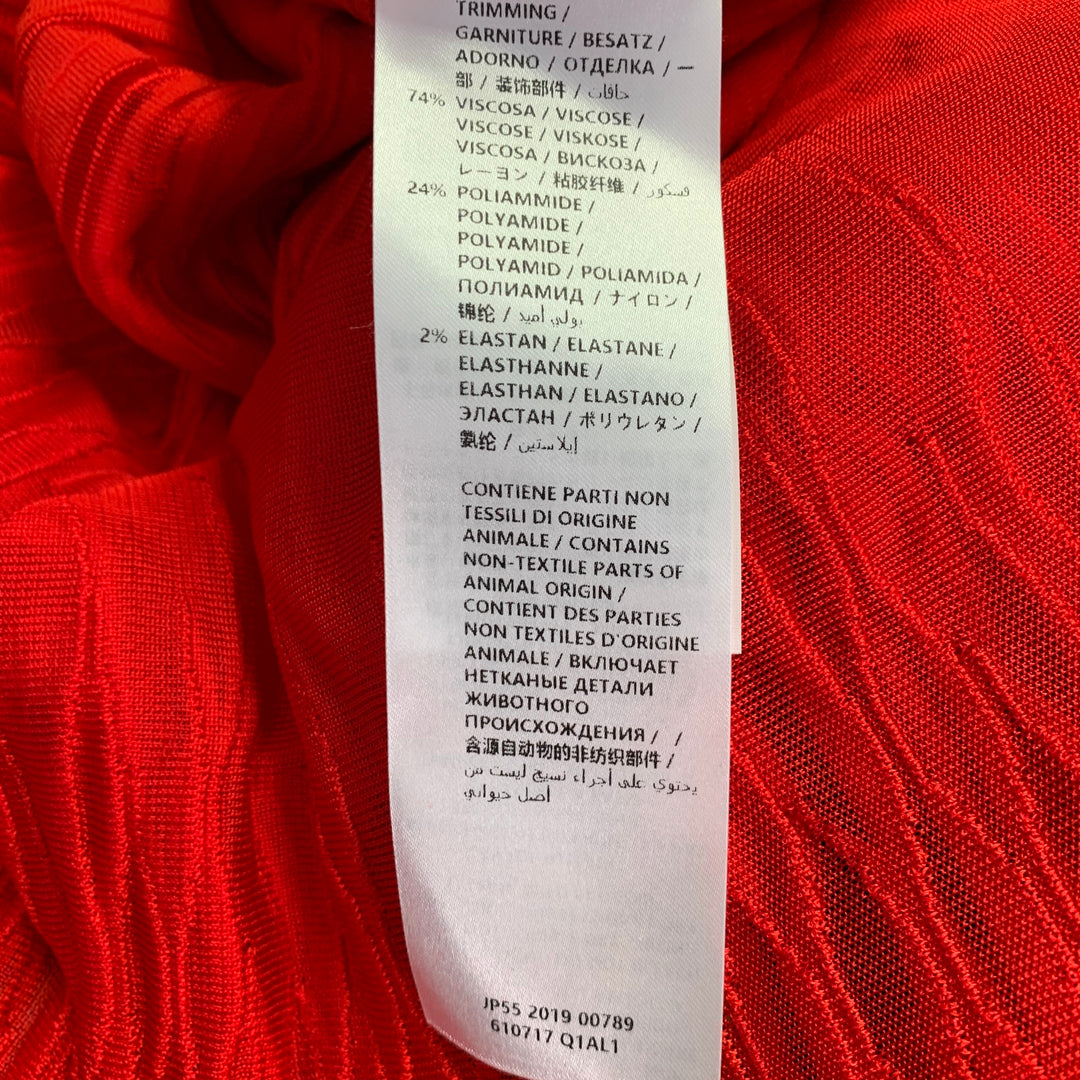 TRIMMING /
GARNITURE / BESATZ /
ADORNO / ОТДЕЛКА / 一
部 / 装饰部件 / حافات
74% VISCOSA / VISCOSE /
VISCOSE / VISKOSE /
VISCOSA / ВИСКОЗА /
レーヨン / 粘胶纤维 / فسكور
24% POLIAMMIDE /
POLYAMIDE /
POLYAMIDE /
POLYAMID / POLIAMIDA /
ПОЛИАМИД / ナイロン /
锦纶 / بولي أميد
2% ELASTAN / ELASTANE /
ELASTHANNE /
ELASTHAN / ELASTANO /
ЭЛАСТАН / ポリウレタン /
氨纶 / إيلاستين
CONTIENE PARTI NON
TESSILI DI ORIGINE
ANIMALE / CONTAINS
NON-TEXTILE PARTS OF
ANIMAL ORIGIN /
CONTIENT DES PARTIES
NON TEXTILES D`ORIGINE
ANIMALE / ВКЛЮЧАЕТ
НЕТКАНЫЕ ДЕТАЛИ
ЖИВОТНОГО
ПРОИСХОЖДЕНИЯ / /
含源自动物的非纺织部件 /
يحتوي على أجزاء نسيج ليست من
أصل حيواني
JP55 2019 00789
610717 Q1AL1